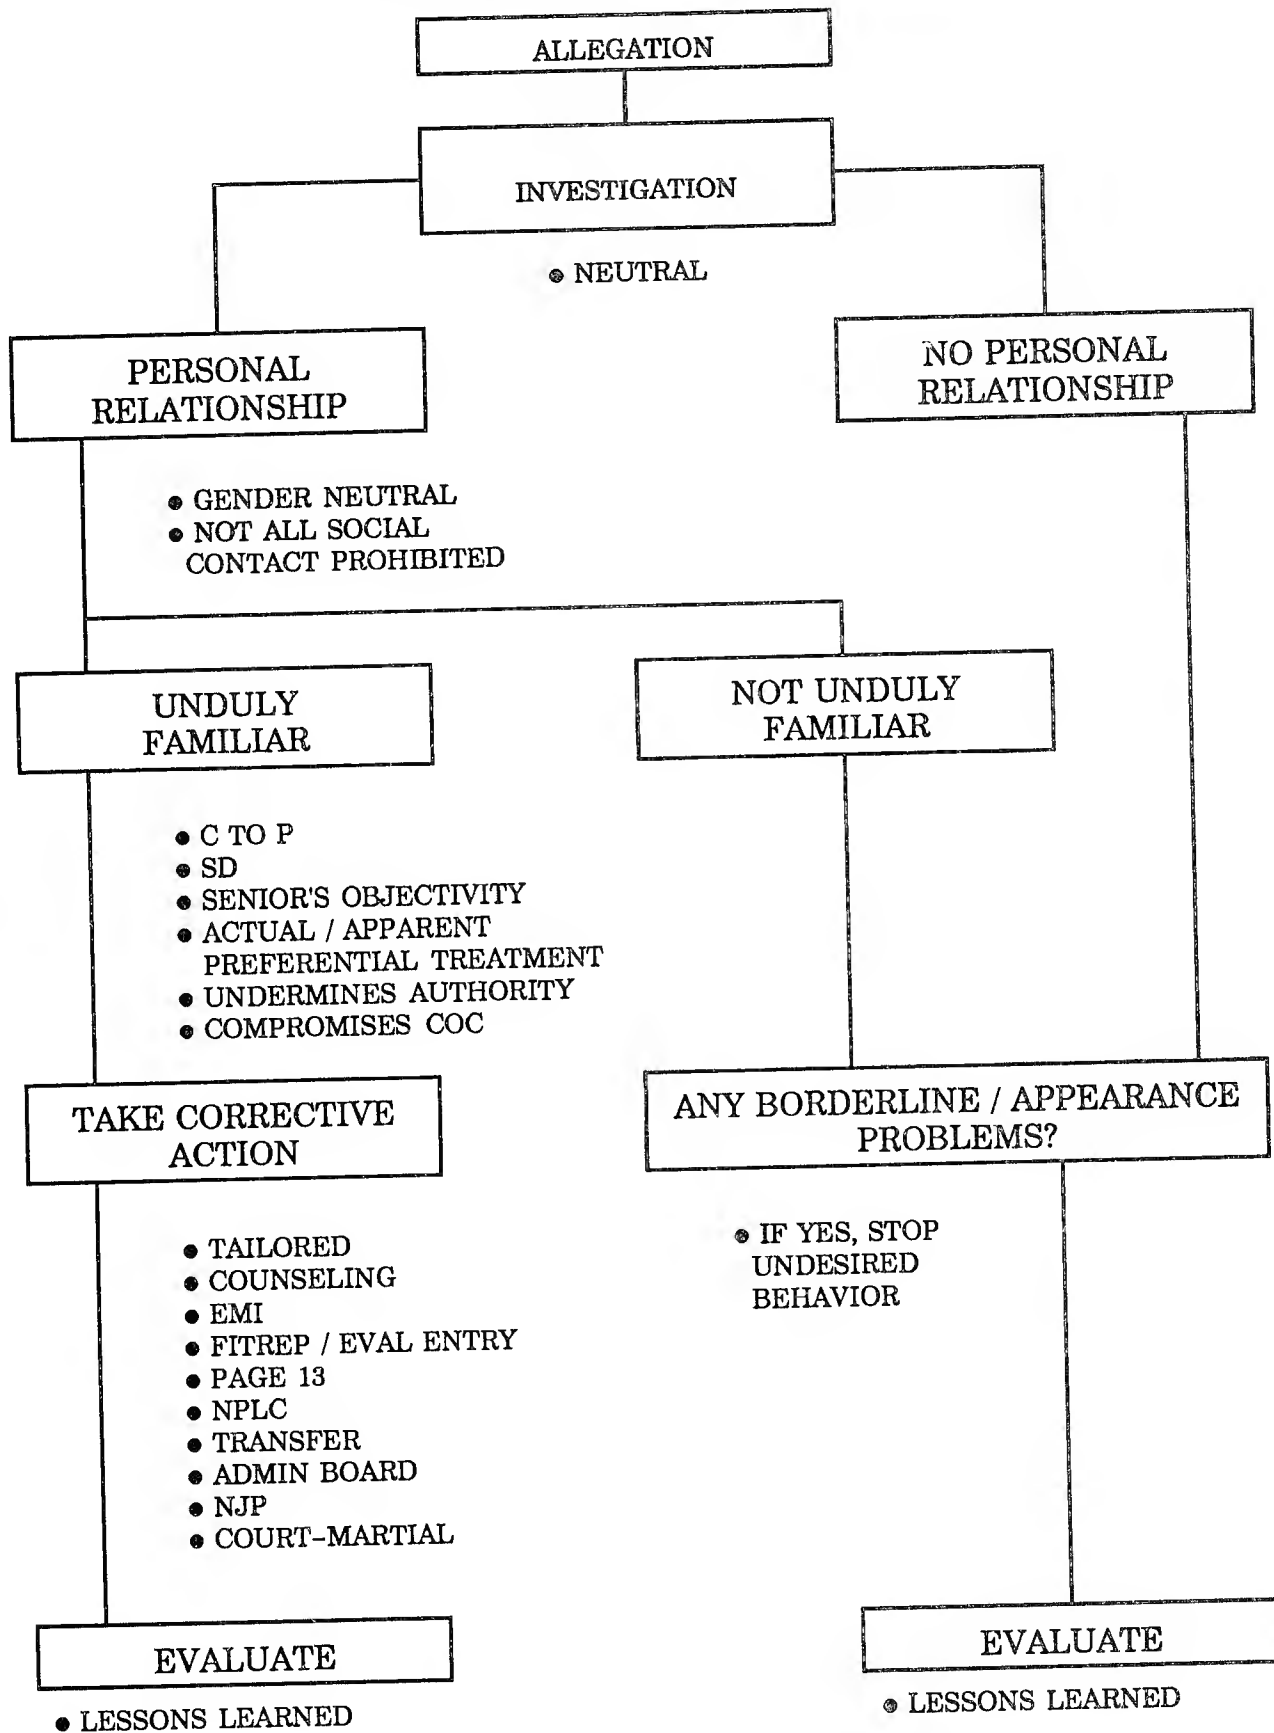 ALLEGATION
INVESTIGATION
● NEUTRAL
PERSONAL
RELATIONSHIP
NO PERSONAL
RELATIONSHIP
● GENDER NEUTRAL
● NOT ALL SOCIAL
CONTACT PROHIBITED
UNDULY
FAMILIAR
NOT UNDULY
FAMILIAR
● C TO P
● SD
● SENIOR'S OBJECTIVITY
● ACTUAL / APPARENT
PREFERENTIAL TREATMENT
● UNDERMINES AUTHORITY
● COMPROMISES COC
TAKE CORRECTIVE
ACTION
ANY BORDERLINE / APPEARANCE
PROBLEMS?
● TAILORED
● COUNSELING
● EMI
● FITREP / EVAL ENTRY
● PAGE 13
● NPLC
● TRANSFER
● ADMIN BOARD
● NJP
● COURT-MARTIAL
● IF YES, STOP
UNDESIRED
BEHAVIOR
EVALUATE
● LESSONS LEARNED
EVALUATE
● LESSONS LEARNED